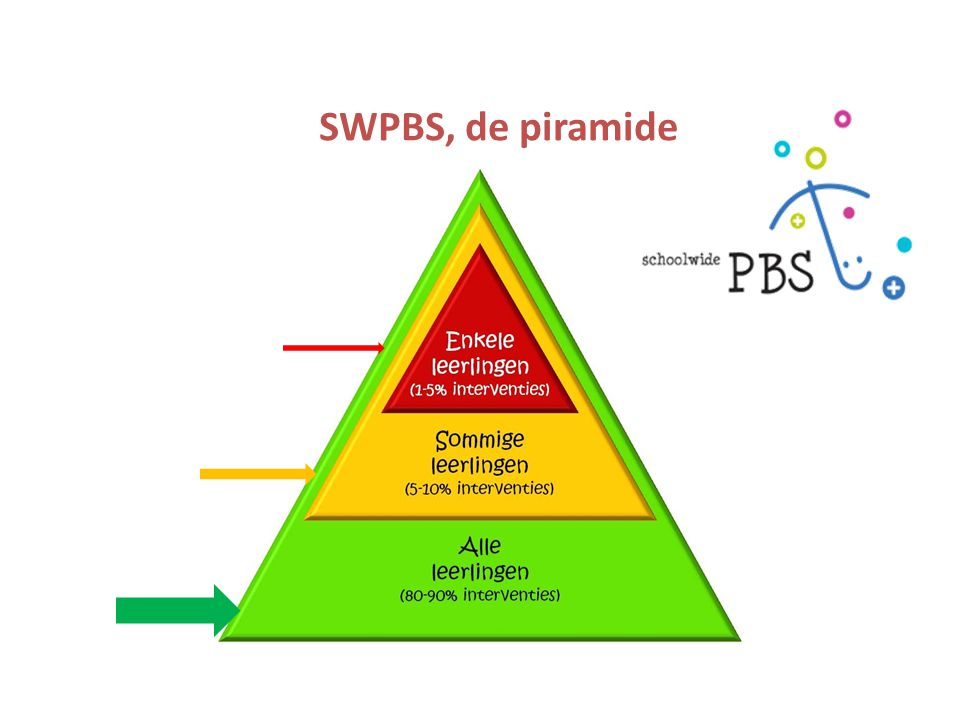 SWPBS, de piramide
schoolwide PBS
Enkele
leerlingen
(1-5% interventies)
Sommige
leerlingen
(5-10% interventies)
Alle
leerlingen
(80-90% interventies)